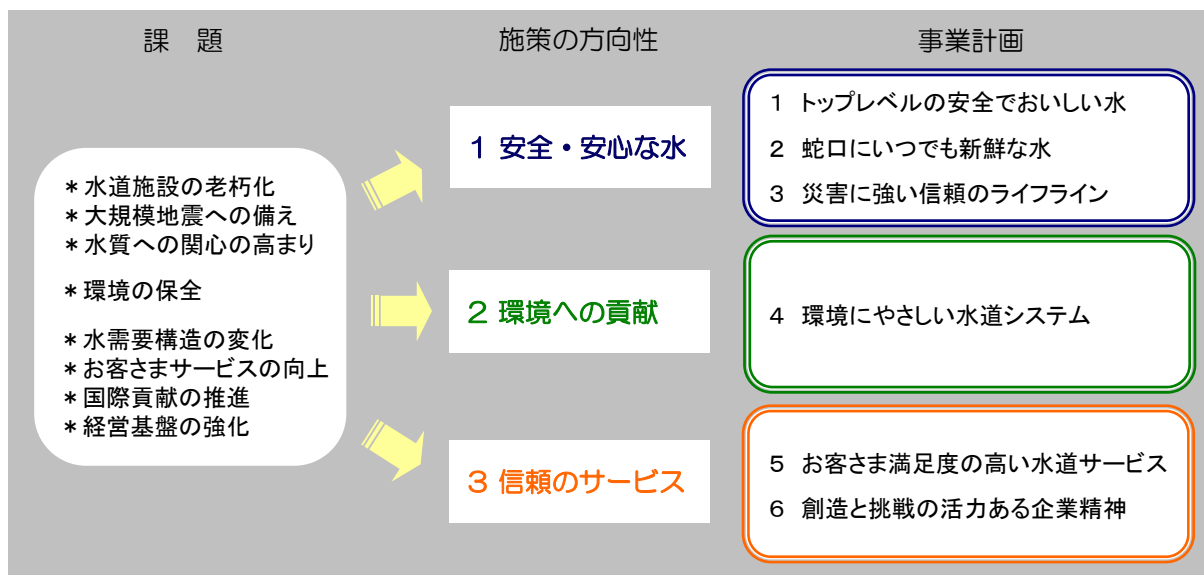 課　題
施策の方向性
事業計画
＊水道施設の老朽化
＊大規模地震への備え
＊水質への関心の高まり
＊環境の保全
＊水需要構造の変化
＊お客さまサービスの向上
＊国際貢献の推進
＊経営基盤の強化
１ 安全・安心な水
２ 環境への貢献
３ 信頼のサービス
１　トップレベルの安全でおいしい水
２　蛇口にいつでも新鮮な水
３　災害に強い信頼のライフライン
４　環境にやさしい水道システム
５　お客さま満足度の高い水道サービス
６　創造と挑戦の活力ある企業精神